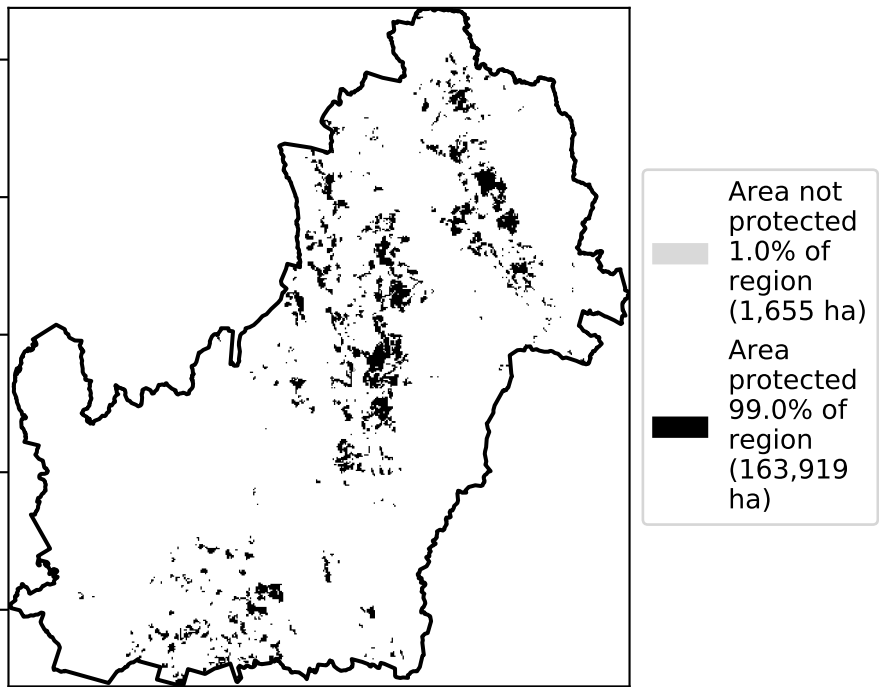 Area not
protected
1.0% of
region
(1,655 ha)
Area
protected
99.0% of
region
(163,919
ha)